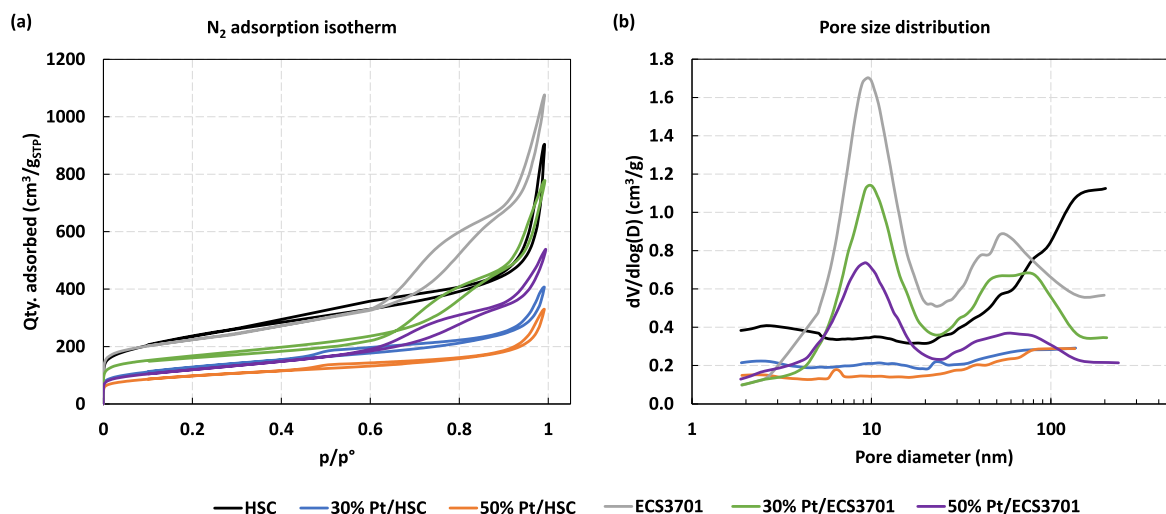 (a)
N₂ adsorption isotherm
Qty. adsorbed (cm³/g_STP)
1200
1000
800
600
400
200
0
0 0.2 0.4 0.6 0.8 1
p/p°
(b)
Pore size distribution
dV/dlog(D) (cm³/g)
1.8
1.6
1.4
1.2
1.0
0.8
0.6
0.4
0.2
0.0
1 10 100
Pore diameter (nm)
HSC 30% Pt/HSC 50% Pt/HSC ECS3701 30% Pt/ECS3701 50% Pt/ECS3701